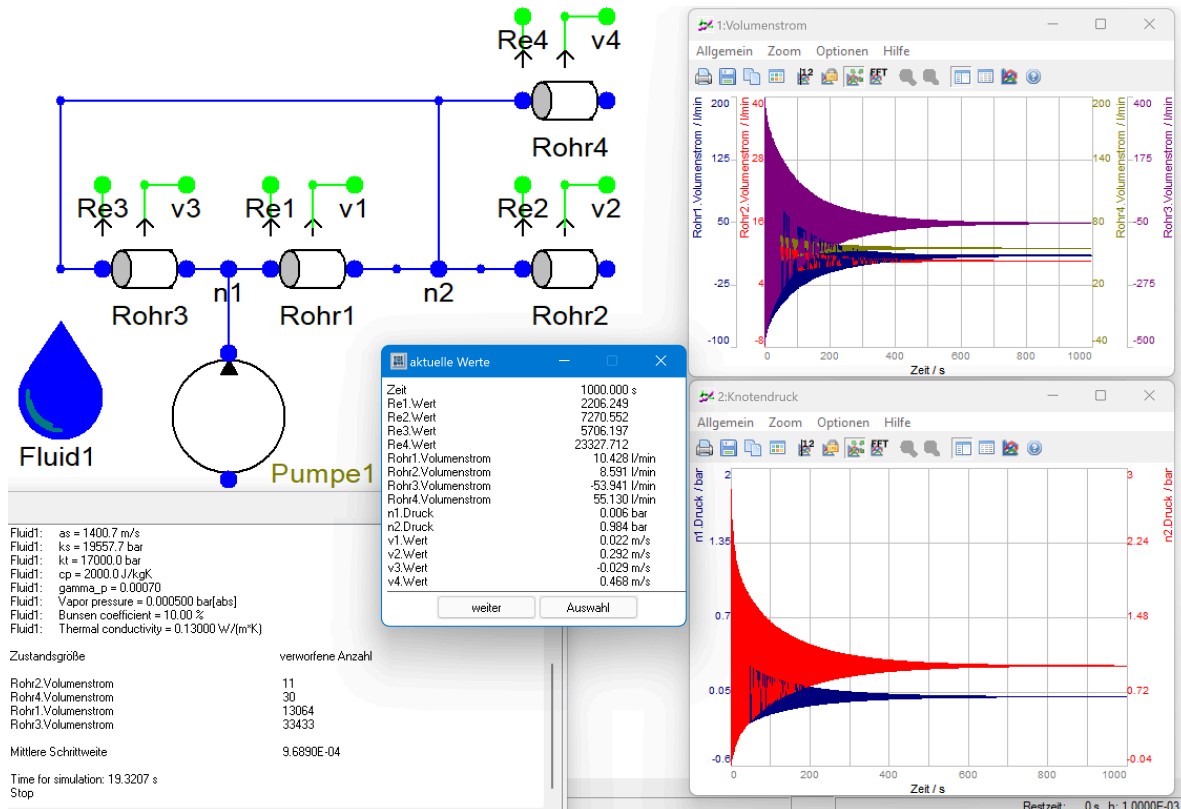 Re4
v4
Rohr4
Re3
v3
Re1
v1
Re2
v2
n1
n2
Rohr3
Rohr1
Rohr2
Fluid1
Pumpe1
Fluid1: as = 1400.7 m/s
Fluid1: ks = 19557.7 bar
Fluid1: kt = 17000.0 bar
Fluid1: cp = 2000.0 J/kgK
Fluid1: gamma_p = 0.00070
Fluid1: Vapor pressure = 0.000500 bar[abs]
Fluid1: Bunsen coefficient = 10.00 %
Fluid1: Thermal conductivity = 0.13000 W/(m*K)
Zustandsgröße verworfene Anzahl
Rohr2.Volumenstrom 11
Rohr4.Volumenstrom 30
Rohr1.Volumenstrom 13064
Rohr3.Volumenstrom 33433
Mittlere Schrittweite 9.6890E-04
Time for simulation: 19.3207 s
Stop
aktuelle Werte
Zeit 1000.000 s
Re1.Wert 2206.249
Re2.Wert 7270.552
Re3.Wert 5706.197
Re4.Wert 23327.712
Rohr1.Volumenstrom 10.428 l/min
Rohr2.Volumenstrom 8.591 l/min
Rohr3.Volumenstrom -53.941 l/min
Rohr4.Volumenstrom 55.130 l/min
n1.Druck 0.006 bar
n2.Druck 0.984 bar
v1.Wert 0.022 m/s
v2.Wert 0.292 m/s
v3.Wert -0.029 m/s
v4.Wert 0.468 m/s
weiter Auswahl
1:Volumenstrom
Allgemein Zoom Optionen Hilfe
1,2 FFT
Rohr1.Volumenstrom / l/min
200
125
50
-25
-100
Rohr2.Volumenstrom / l/min
40
28
16
4
-8
Rohr4.Volumenstrom / l/min
200
140
80
20
-40
Rohr3.Volumenstrom / l/min
400
175
-50
-275
-500
0 200 400 600 800 1000
Zeit / s
2:Knotendruck
Allgemein Zoom Optionen Hilfe
1,2 FFT
n1.Druck / bar
2
1.35
0.7
0.05
-0.6
n2.Druck / bar
3
2.24
1.48
0.72
-0.04
0 200 400 600 800 1000
Zeit / s
Restzeit: 0 s h: 1.0000E-03